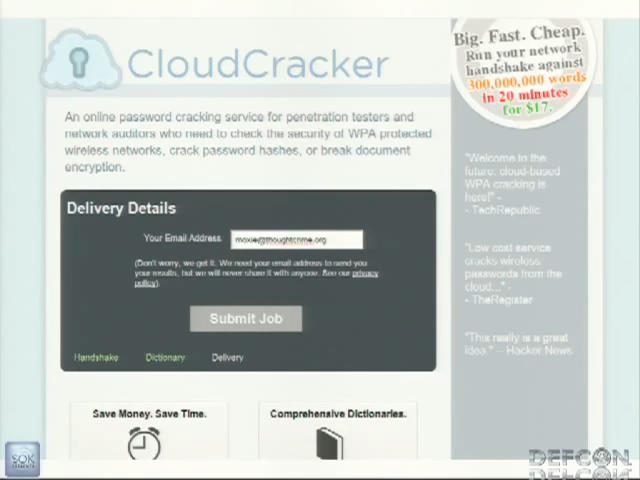 CloudCracker
Big. Fast. Cheap.
Run your network
handshake against
300,000,000 words
in 20 minutes
for $17.
An online password cracking service for penetration testers and
network auditors who need to check the security of WPA protected
wireless networks, crack password hashes, or break document
encryption.
"Welcome to the
future: cloud-based
WPA cracking is
here!" -
- TechRepublic
"Low cost service
cracks wireless
passwords from the
cloud..." -
- TheRegister
"This really is a great
idea." -- Hacker News
Delivery Details
Your Email Address
moxie@thoughtcrime.org
(Don't worry, we get it. We need your email address to send you
your results, but we will never share it with anyone. See our privacy
policy).
Submit Job
Handshake Dictionary Delivery
Save Money. Save Time.
Comprehensive Dictionaries.
SOK
DEFCON